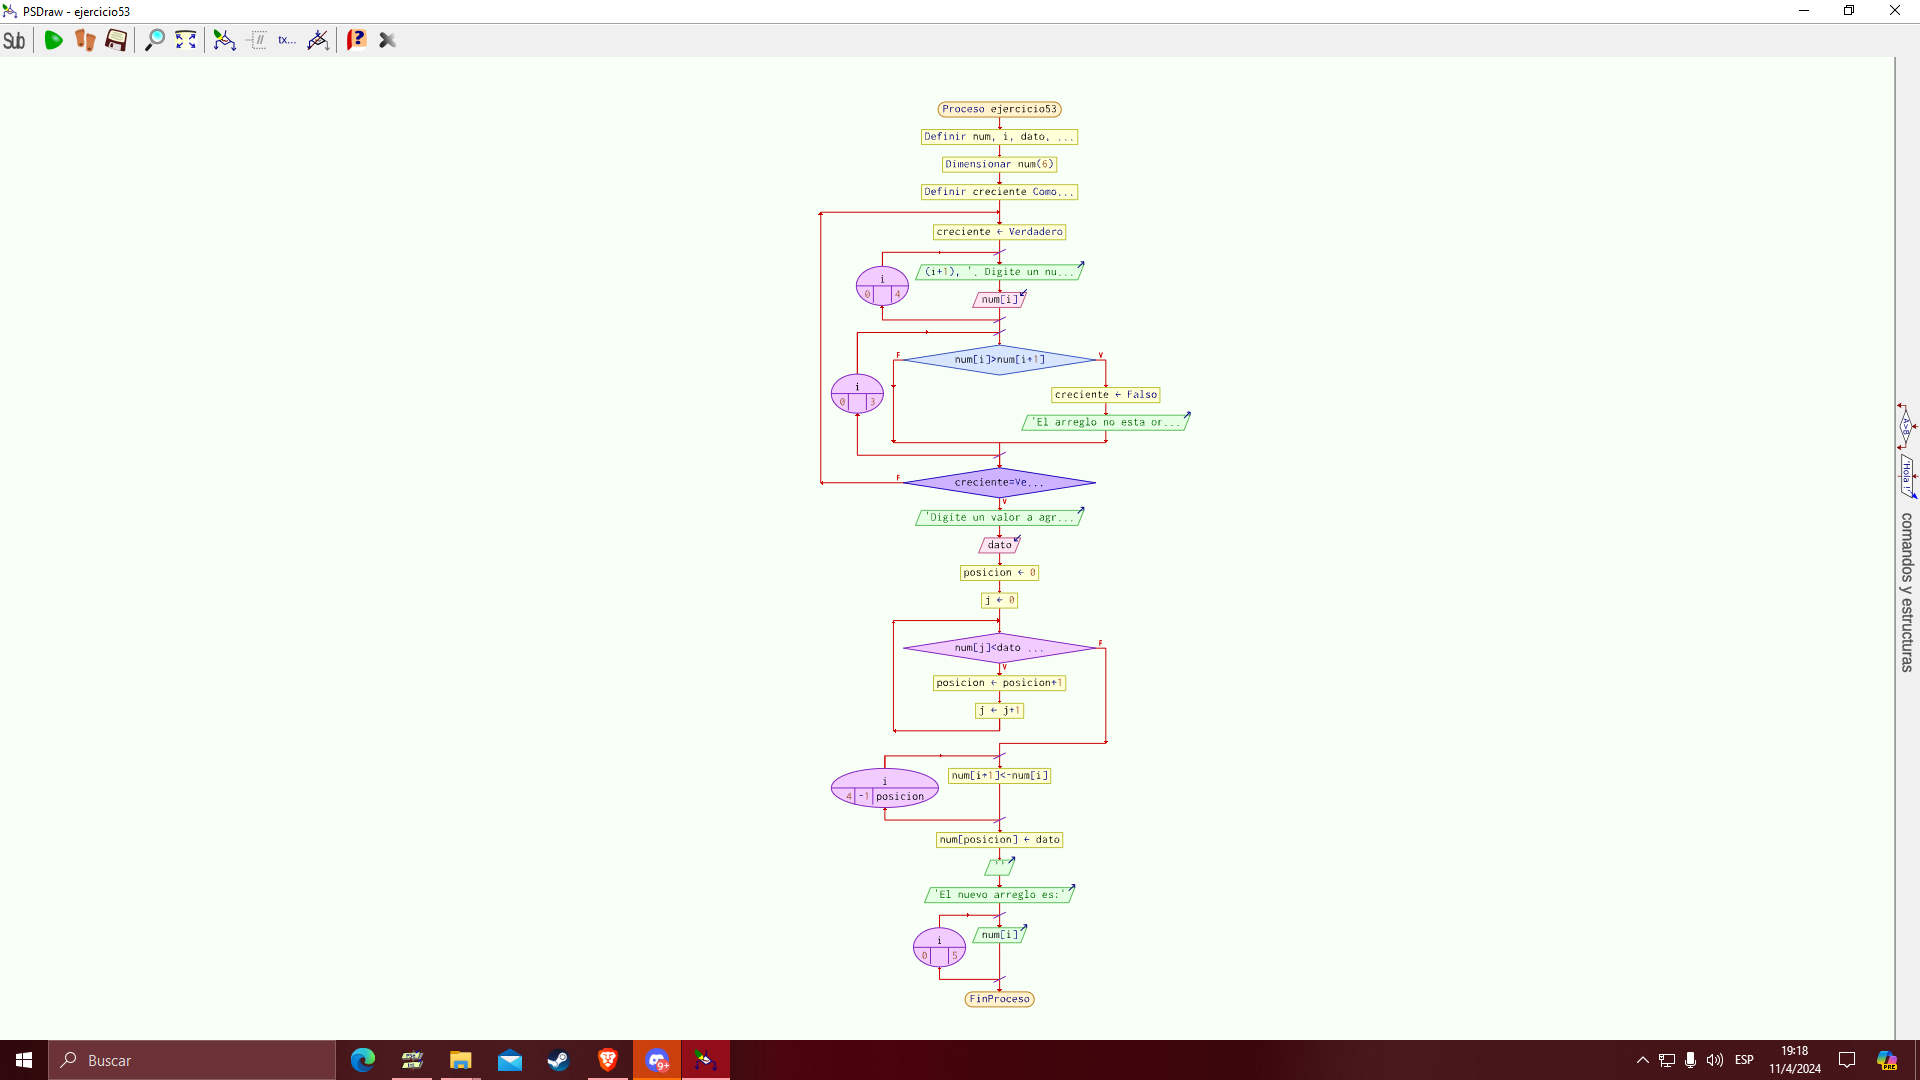 PSDraw - ejercicio53
Sub
tx...
Proceso ejercicio53
Definir num, i, dato, ...
Dimensionar num(6)
Definir creciente Como...
creciente ← Verdadero
(i+1), '. Digite un nu...
i
0 4
num[i]
F num[i]>num[i+1] V
i
0 3
creciente ← Falso
'El arreglo no esta or...
F creciente=Ve...
V
'Digite un valor a agr...
dato
posicion ← 0
j ← 0
num[j]<dato ... F
V
posicion ← posicion+1
j ← j+1
i
4 -1 posicion
num[i+1]<-num[i]
num[posicion] ← dato
''
'El nuevo arreglo es:'
num[i]
i
0 5
FinProceso
A>B
'Hola !'
comandos y estructuras
Buscar
9+
ESP
19:18
11/4/2024
PRE